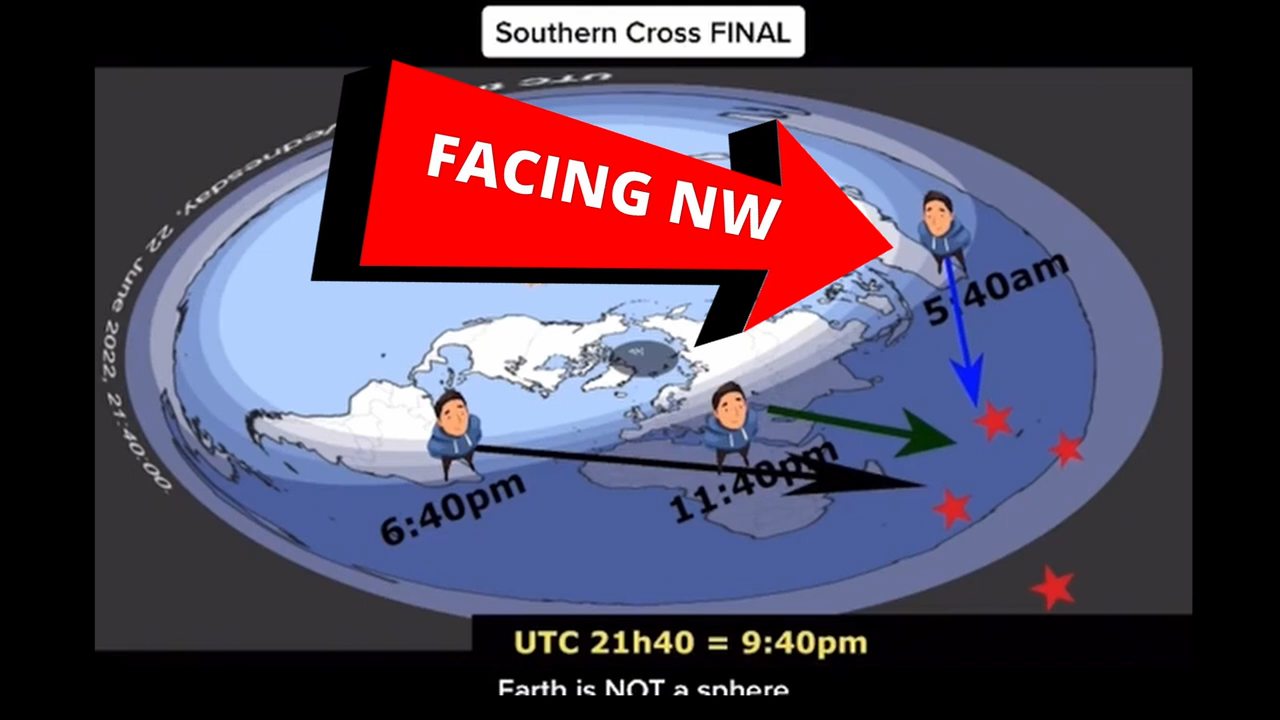 Southern Cross FINAL
UTC
FACING NW
Wednesday, 22 June 2022, 21:40:00.
5:40am
6:40pm
11:40pm
UTC 21h40 = 9:40pm
Earth is NOT a sphere